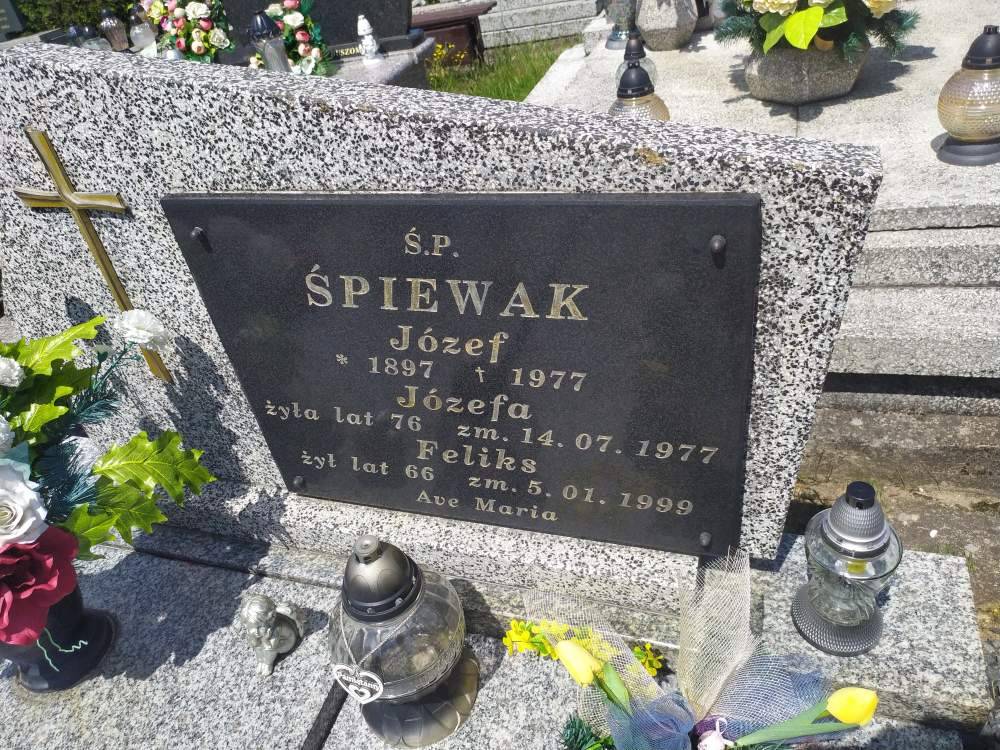 Ś.P.
ŚPIEWAK
Józef
* 1897 † 1977
Józefa
żyła lat 76 zm. 14. 07. 1977
Feliks
żył lat 66 zm. 5. 01. 1999
Ave Maria